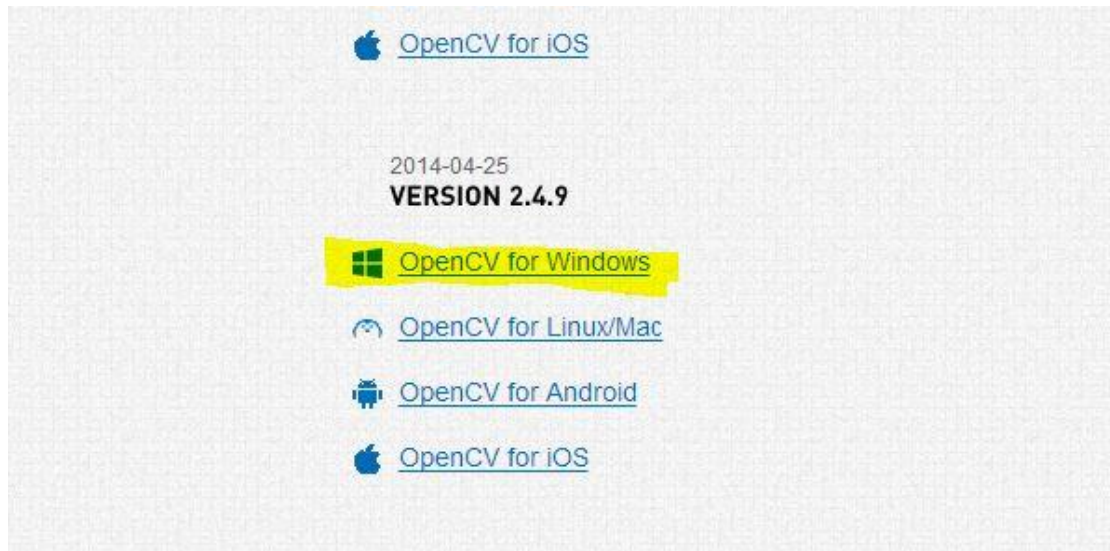 OpenCV for iOS
2014-04-25
VERSION 2.4.9
OpenCV for Windows
OpenCV for Linux/Mac
OpenCV for Android
OpenCV for iOS